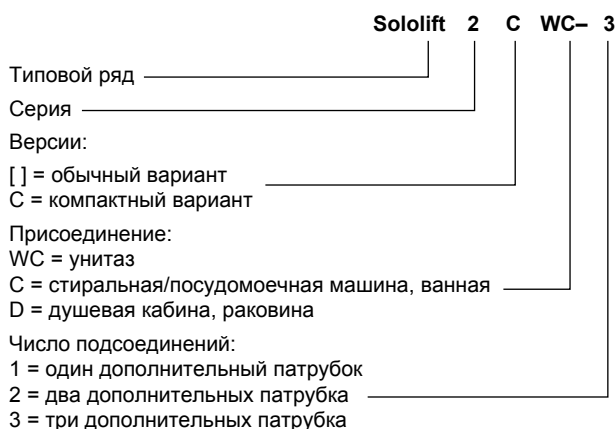 Sololift 2 C WC– 3
Типовой ряд
Серия
Версии:
[ ] = обычный вариант
C = компактный вариант
Присоединение:
WC = унитаз
C = стиральная/посудомоечная машина, ванная
D = душевая кабина, раковина
Число подсоединений:
1 = один дополнительный патрубок
2 = два дополнительных патрубка
3 = три дополнительных патрубка